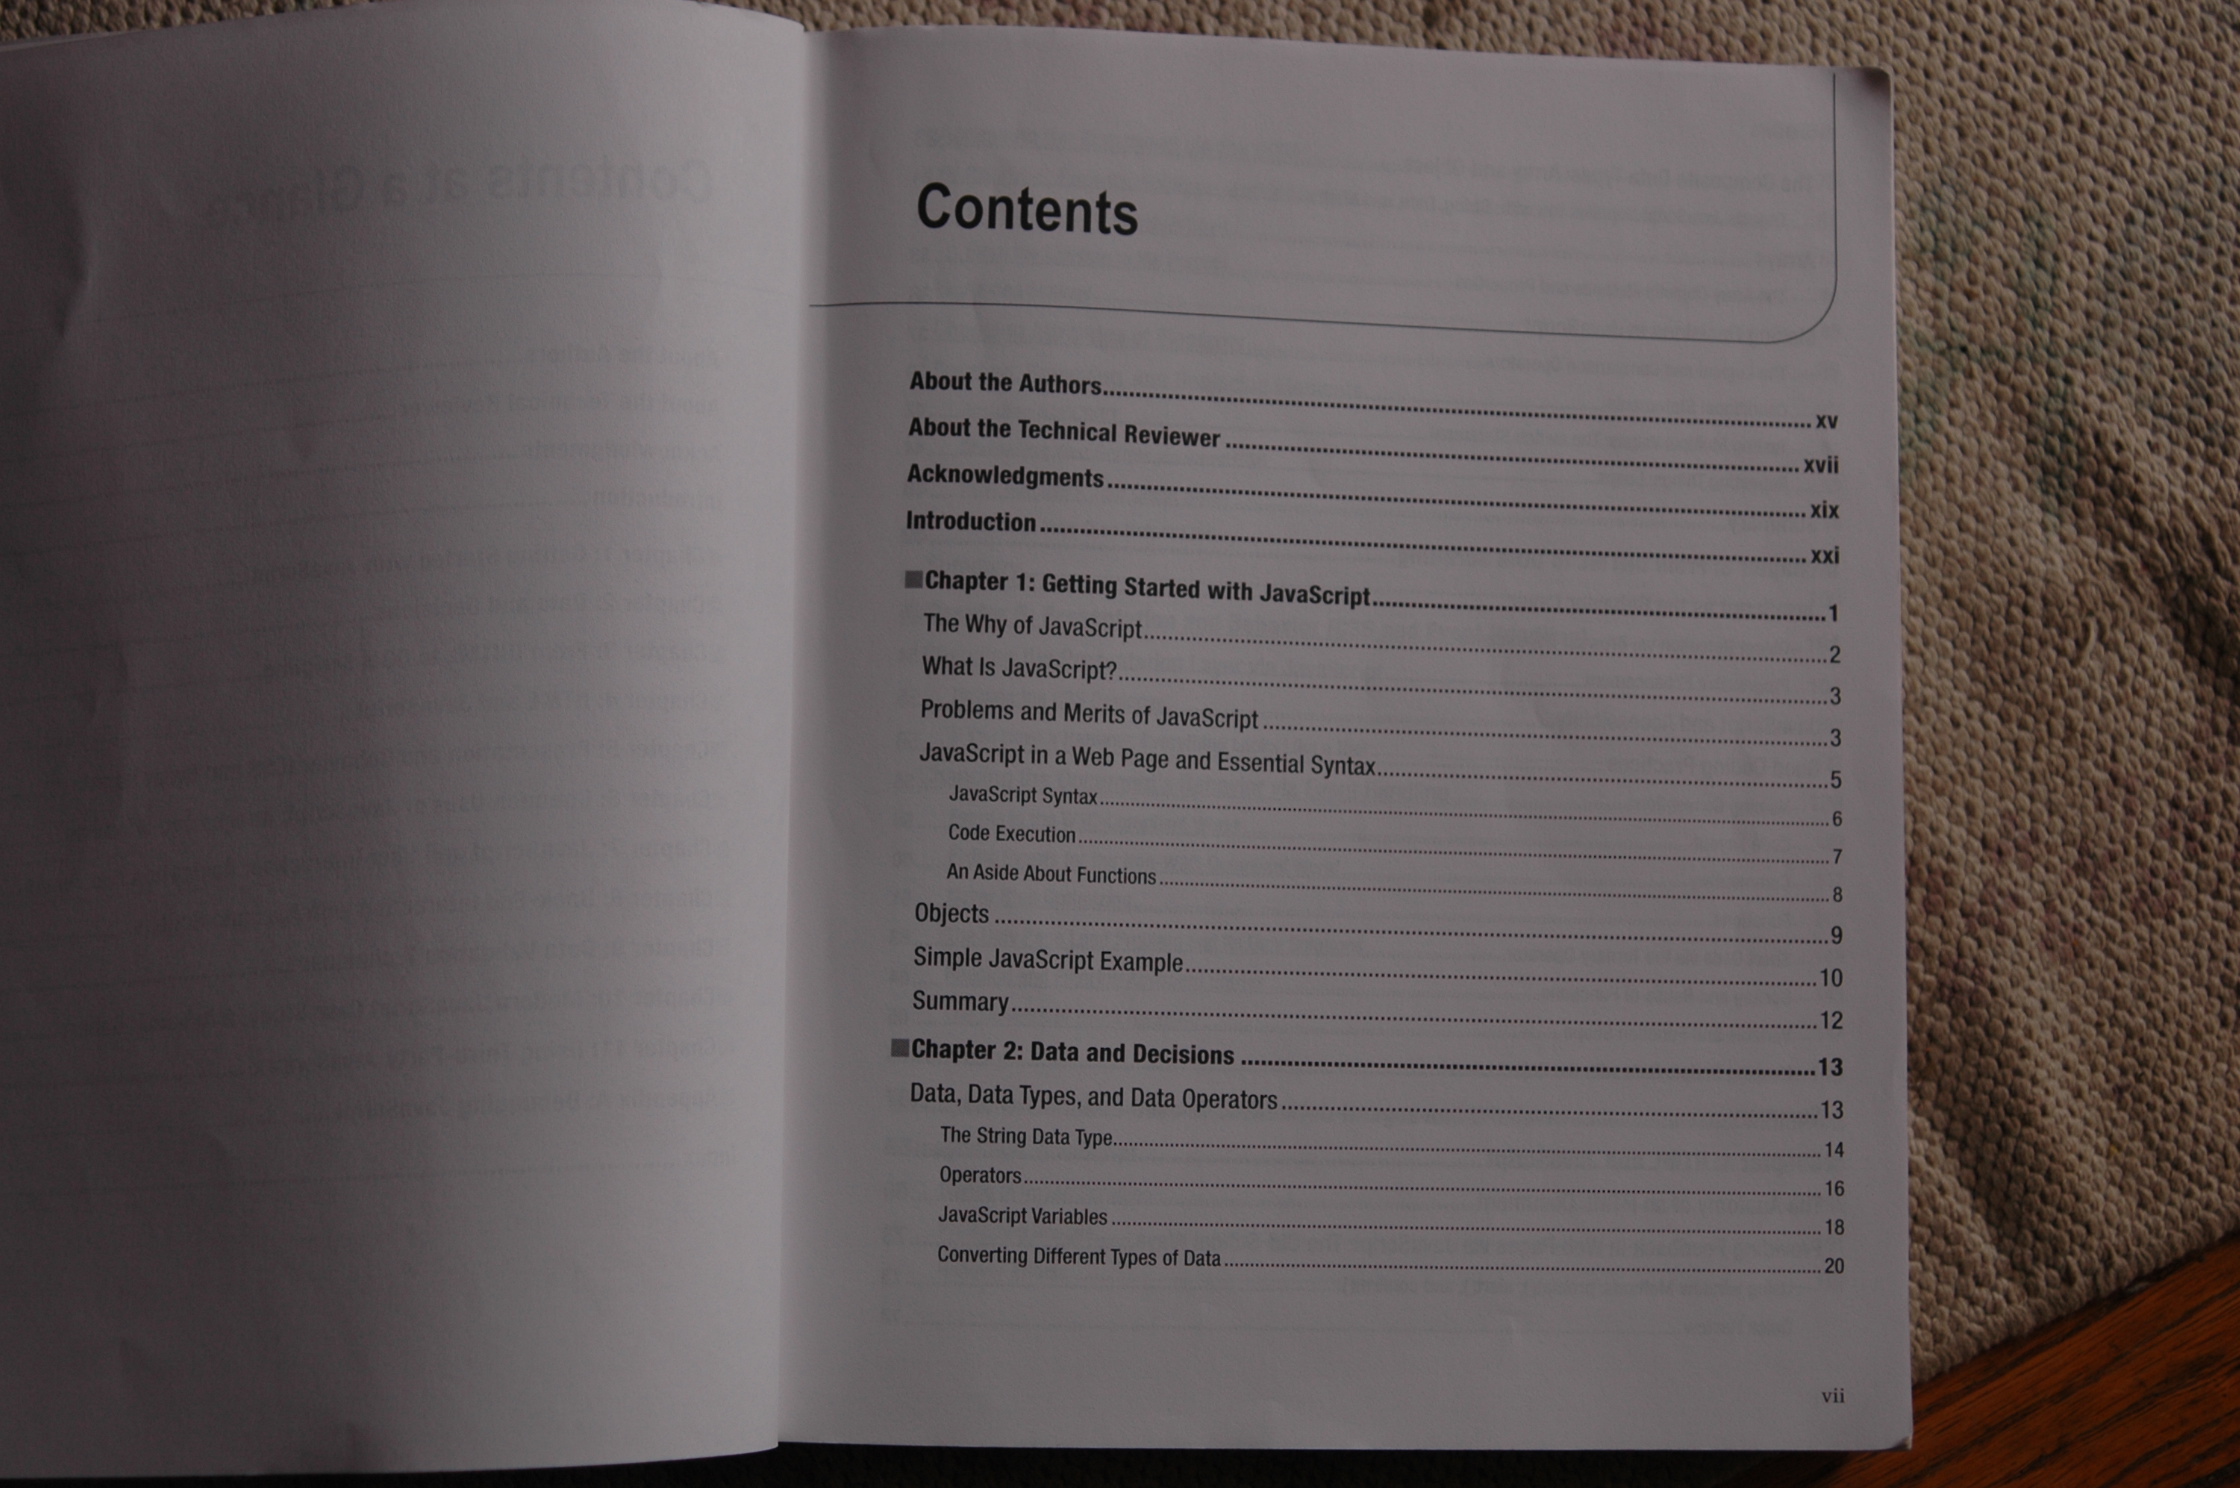 Contents
About the Authors.......... xv
About the Technical Reviewer .......... xvii
Acknowledgments.......... xix
Introduction.......... xxi
■Chapter 1: Getting Started with JavaScript.......... 1
The Why of JavaScript.......... 2
What Is JavaScript?.......... 3
Problems and Merits of JavaScript .......... 3
JavaScript in a Web Page and Essential Syntax.......... 5
JavaScript Syntax.......... 6
Code Execution.......... 7
An Aside About Functions.......... 8
Objects .......... 9
Simple JavaScript Example.......... 10
Summary.......... 12
■Chapter 2: Data and Decisions .......... 13
Data, Data Types, and Data Operators.......... 13
The String Data Type.......... 14
Operators.......... 16
JavaScript Variables .......... 18
Converting Different Types of Data .......... 20
vii